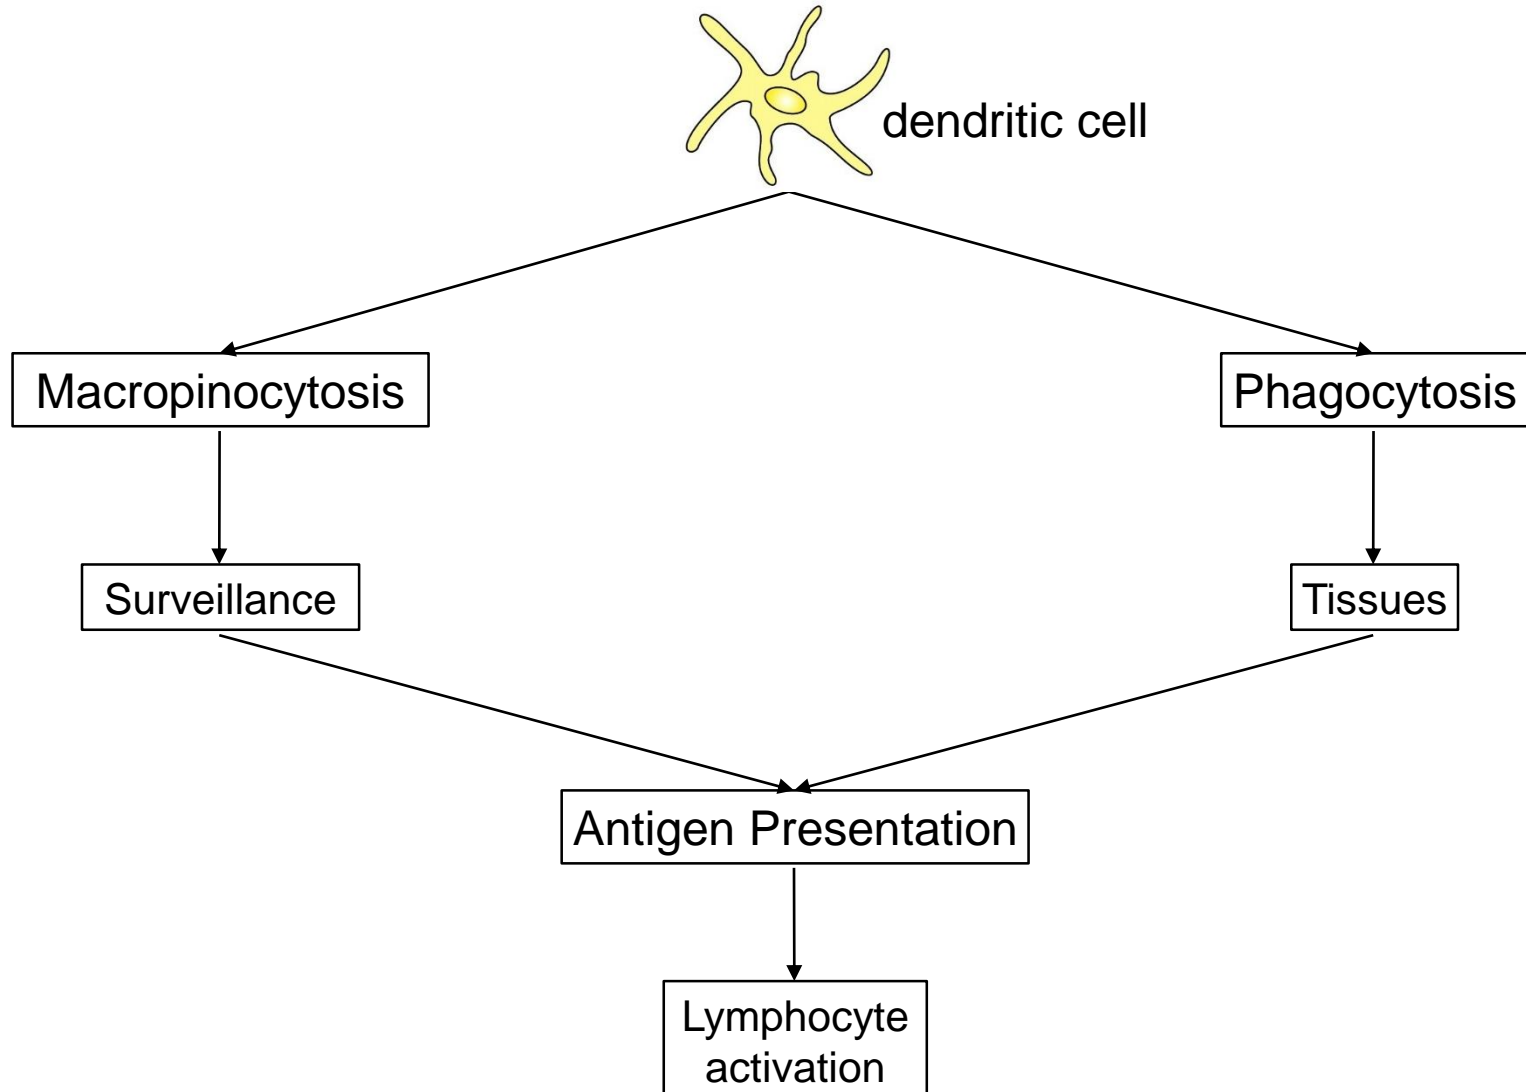 dendritic cell
Macropinocytosis
Phagocytosis
Surveillance
Tissues
Antigen Presentation
Lymphocyte
activation